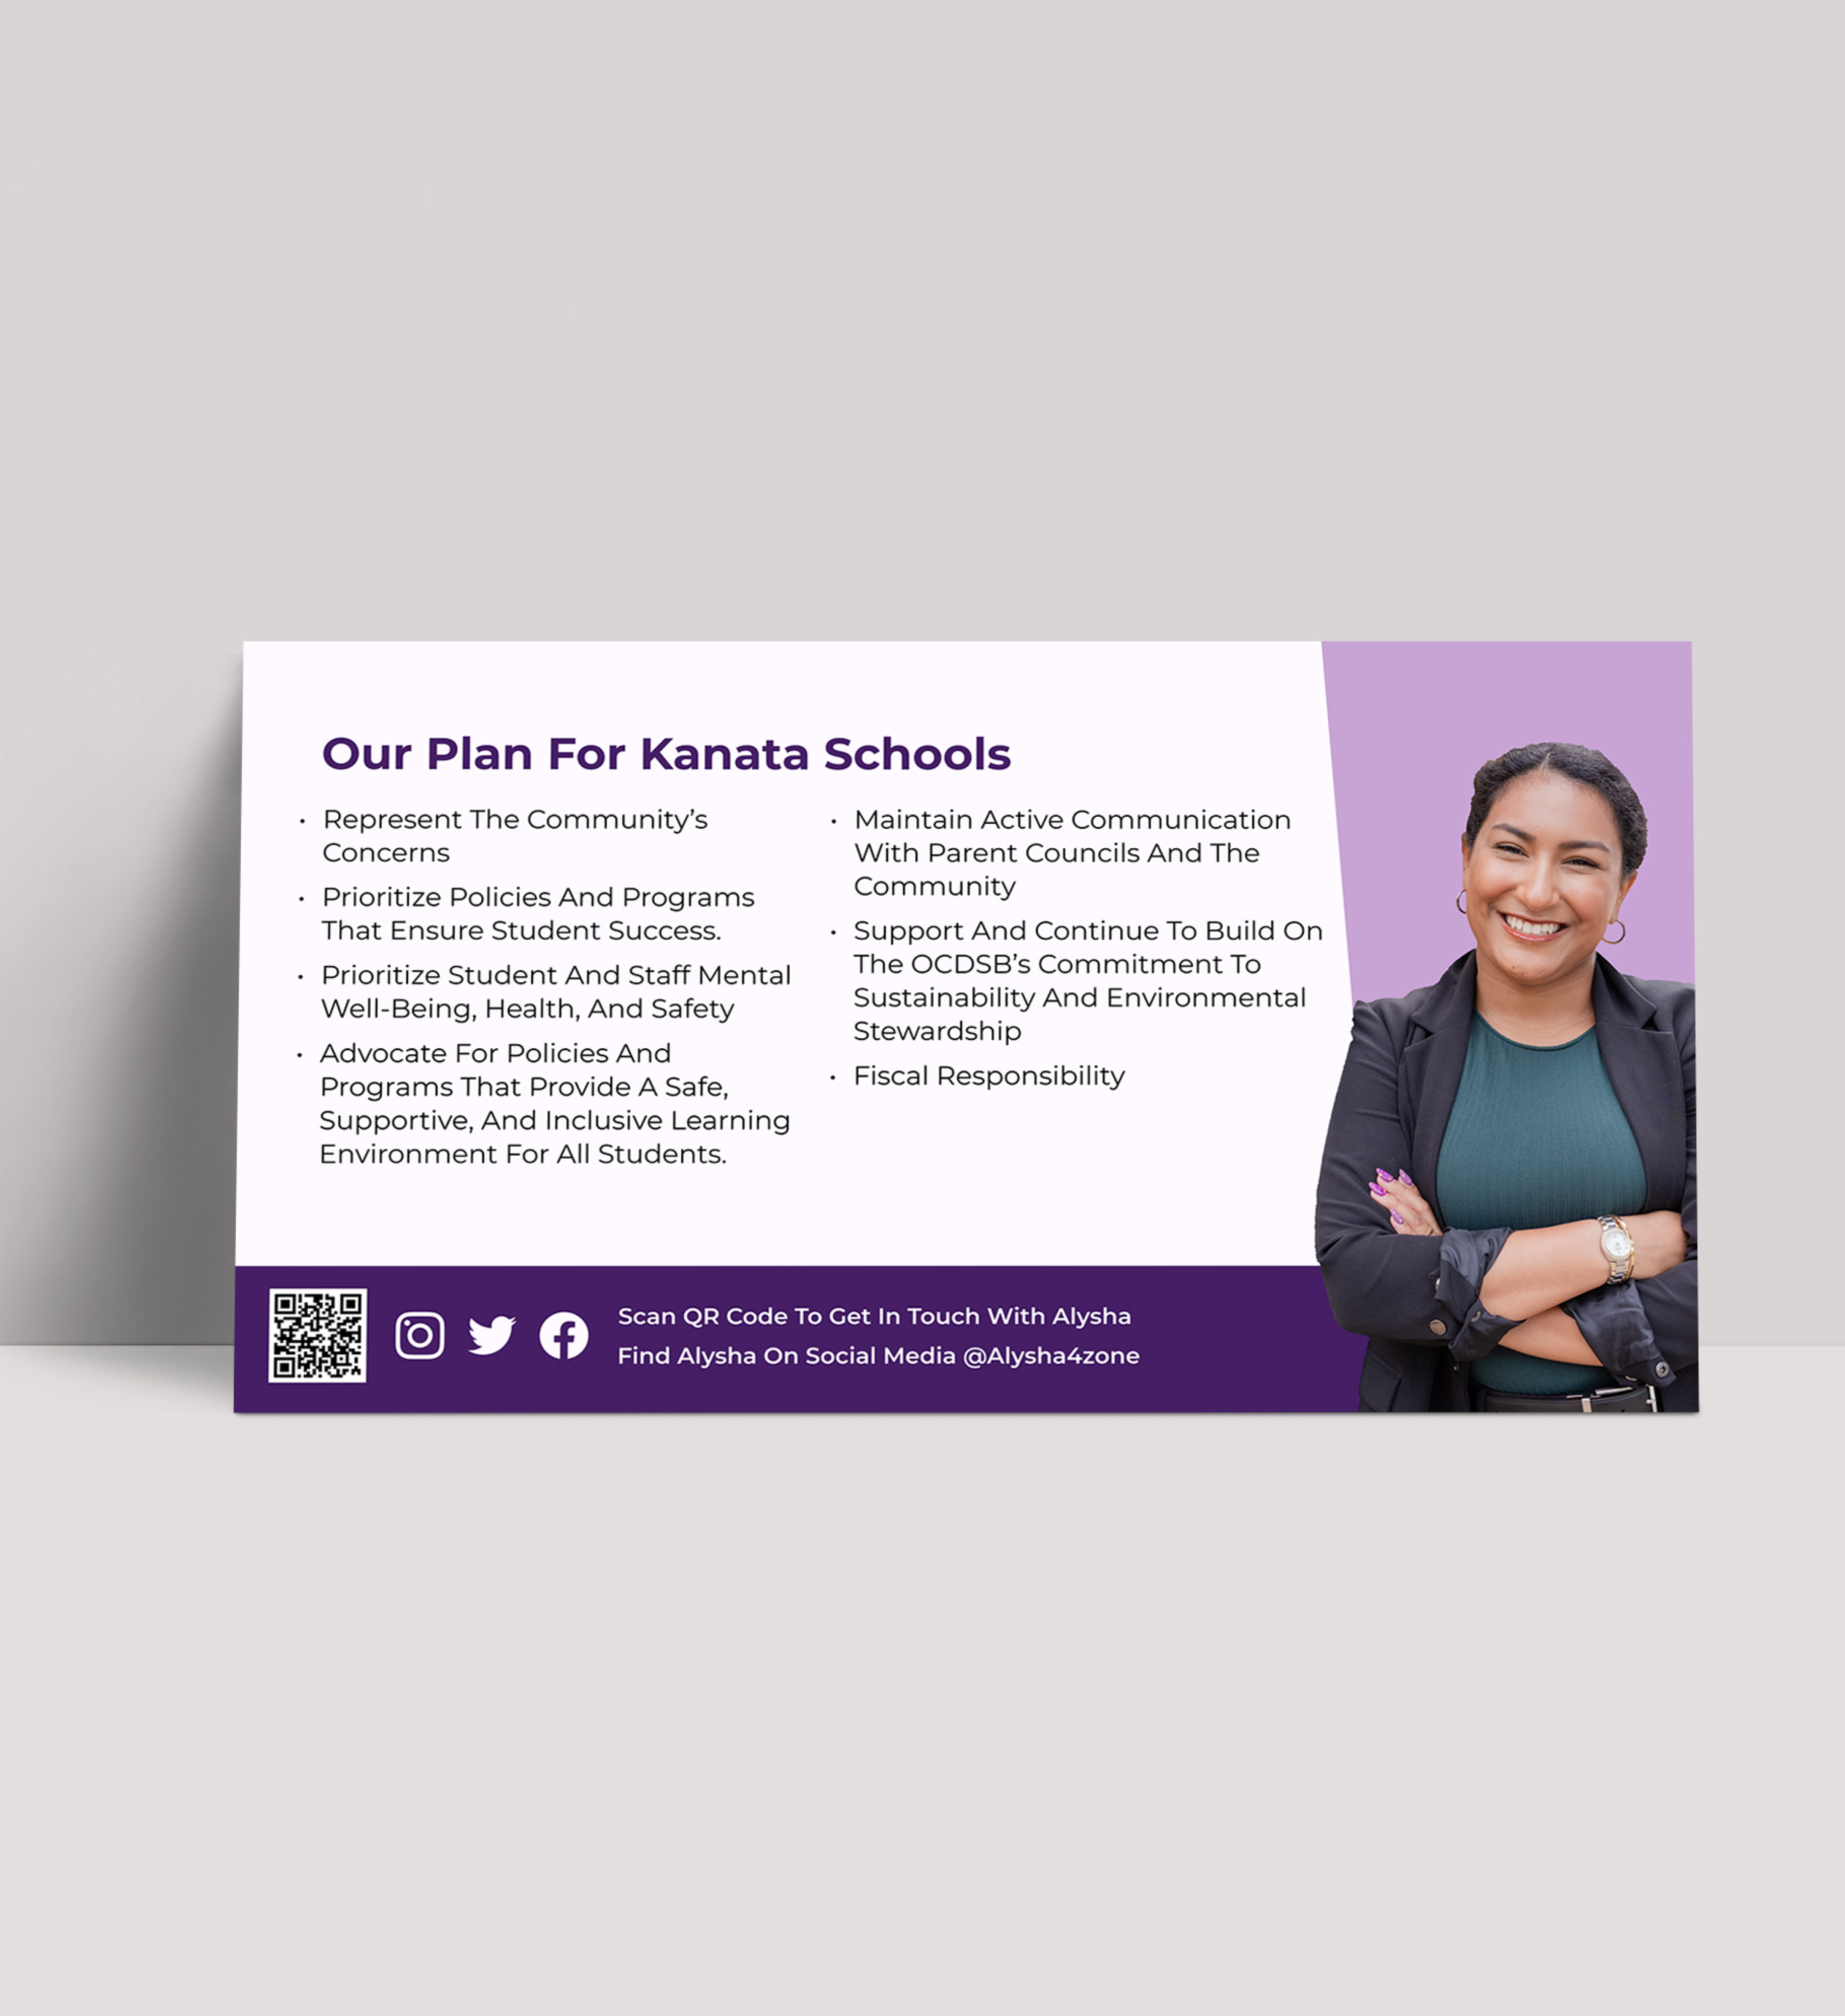 Our Plan For Kanata Schools
• Represent The Community’s
Concerns
• Prioritize Policies And Programs
That Ensure Student Success.
• Prioritize Student And Staff Mental
Well-Being, Health, And Safety
• Advocate For Policies And
Programs That Provide A Safe,
Supportive, And Inclusive Learning
Environment For All Students.
• Maintain Active Communication
With Parent Councils And The
Community
• Support And Continue To Build On
The OCDSB’s Commitment To
Sustainability And Environmental
Stewardship
• Fiscal Responsibility
Scan QR Code To Get In Touch With Alysha
Find Alysha On Social Media @Alysha4zone